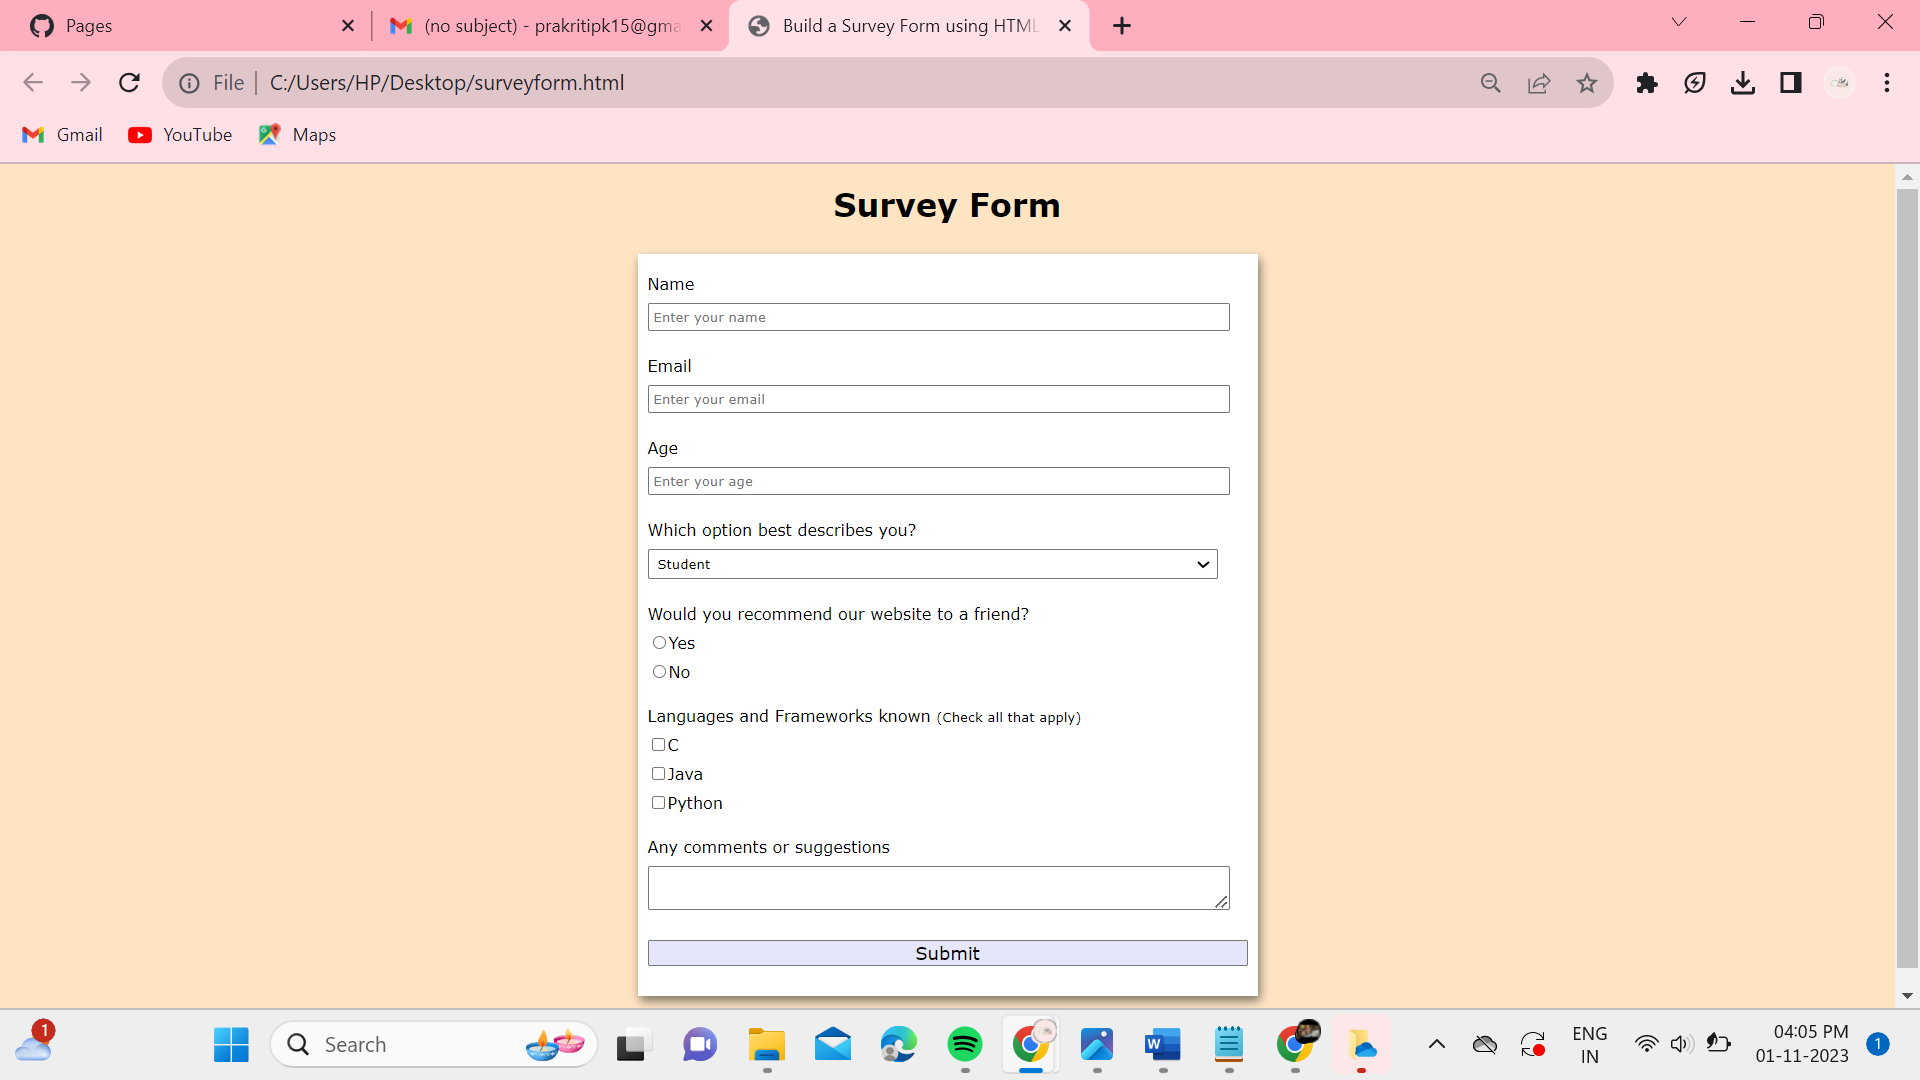 Pages
(no subject) - prakritipk15@gma
Build a Survey Form using HTML
File
C:/Users/HP/Desktop/surveyform.html
Gmail
YouTube
Maps
Survey Form
Name
Enter your name
Email
Enter your email
Age
Enter your age
Which option best describes you?
Student
Would you recommend our website to a friend?
Yes
No
Languages and Frameworks known (Check all that apply)
C
Java
Python
Any comments or suggestions
Submit
1
Search
W
ENG
IN
04:05 PM
01-11-2023
1